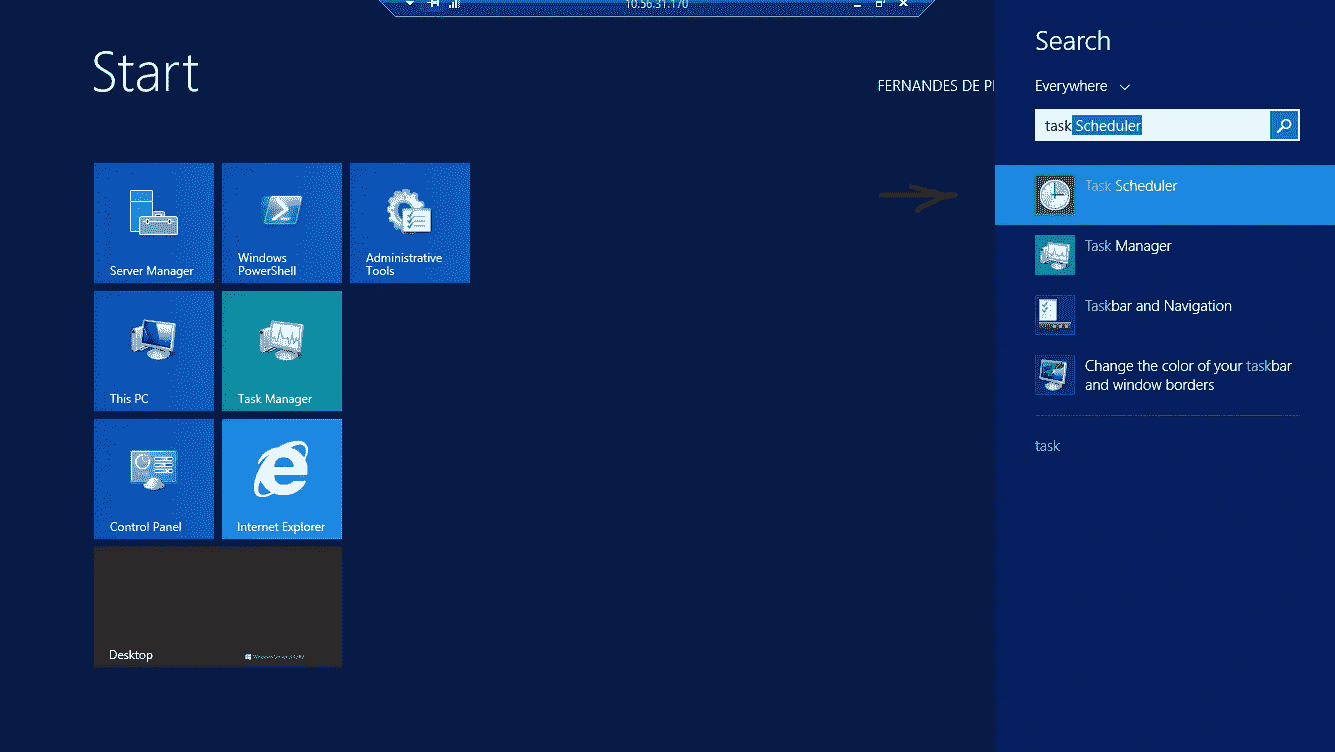 10.56.31.170
Start
FERNANDES DE P
Search
Everywhere
task Scheduler
Server Manager
Windows
PowerShell
Administrative
Tools
This PC
Task Manager
Control Panel
Internet Explorer
Desktop
Task Scheduler
Task Manager
Taskbar and Navigation
Change the color of your taskbar
and window borders
task